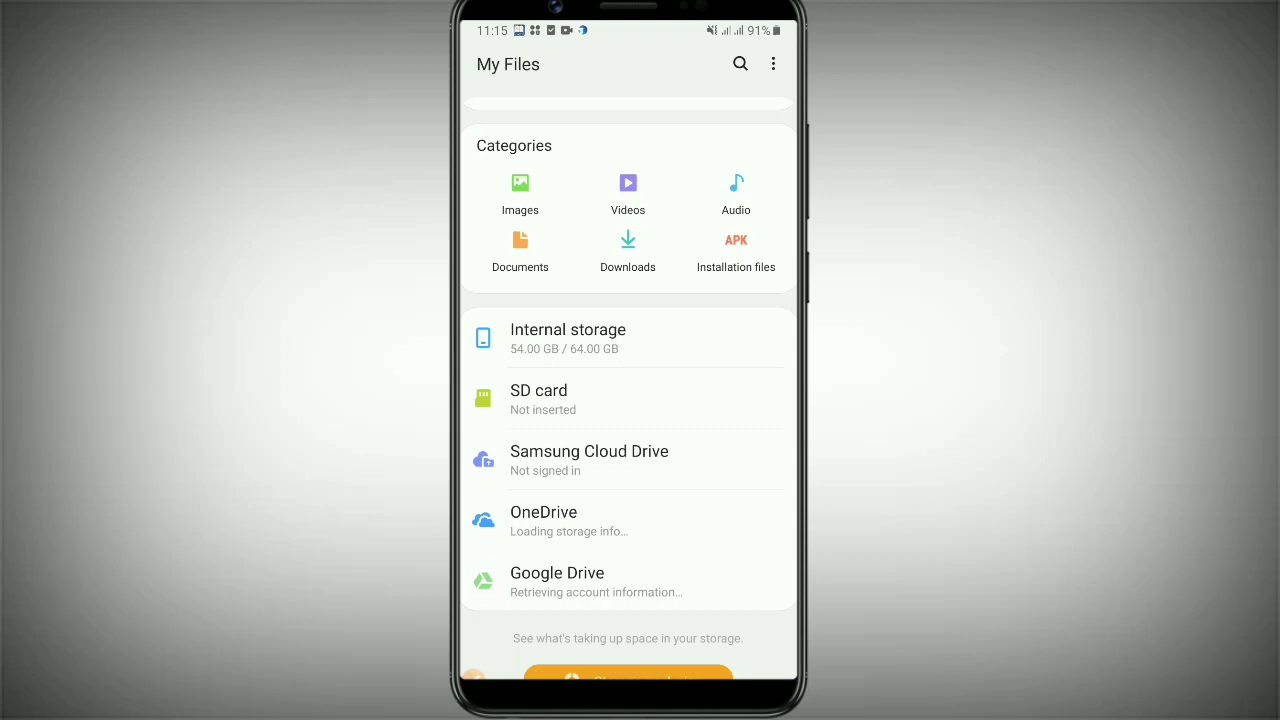 11:15 91%
My Files
Categories
Images Videos Audio
APK
Documents Downloads Installation files
Internal storage
54.00 GB / 64.00 GB
SD card
Not inserted
Samsung Cloud Drive
Not signed in
OneDrive
Loading storage info...
Google Drive
Retrieving account information...
See what's taking up space in your storage.